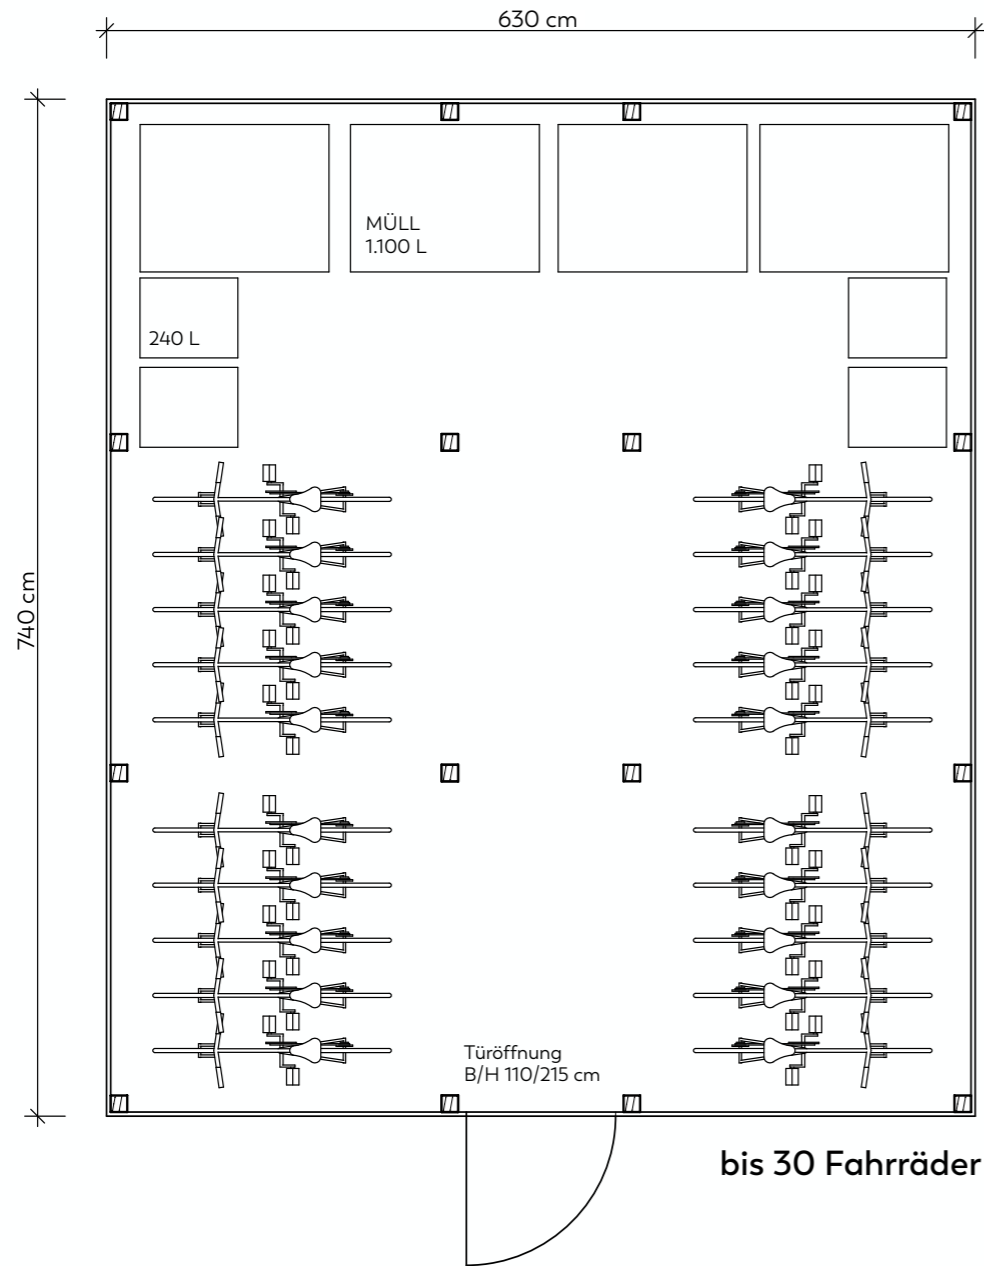 630 cm
MÜLL
1.100 L
240 L
740 cm
Türöffnung
B/H 110/215 cm
bis 30 Fahrräder